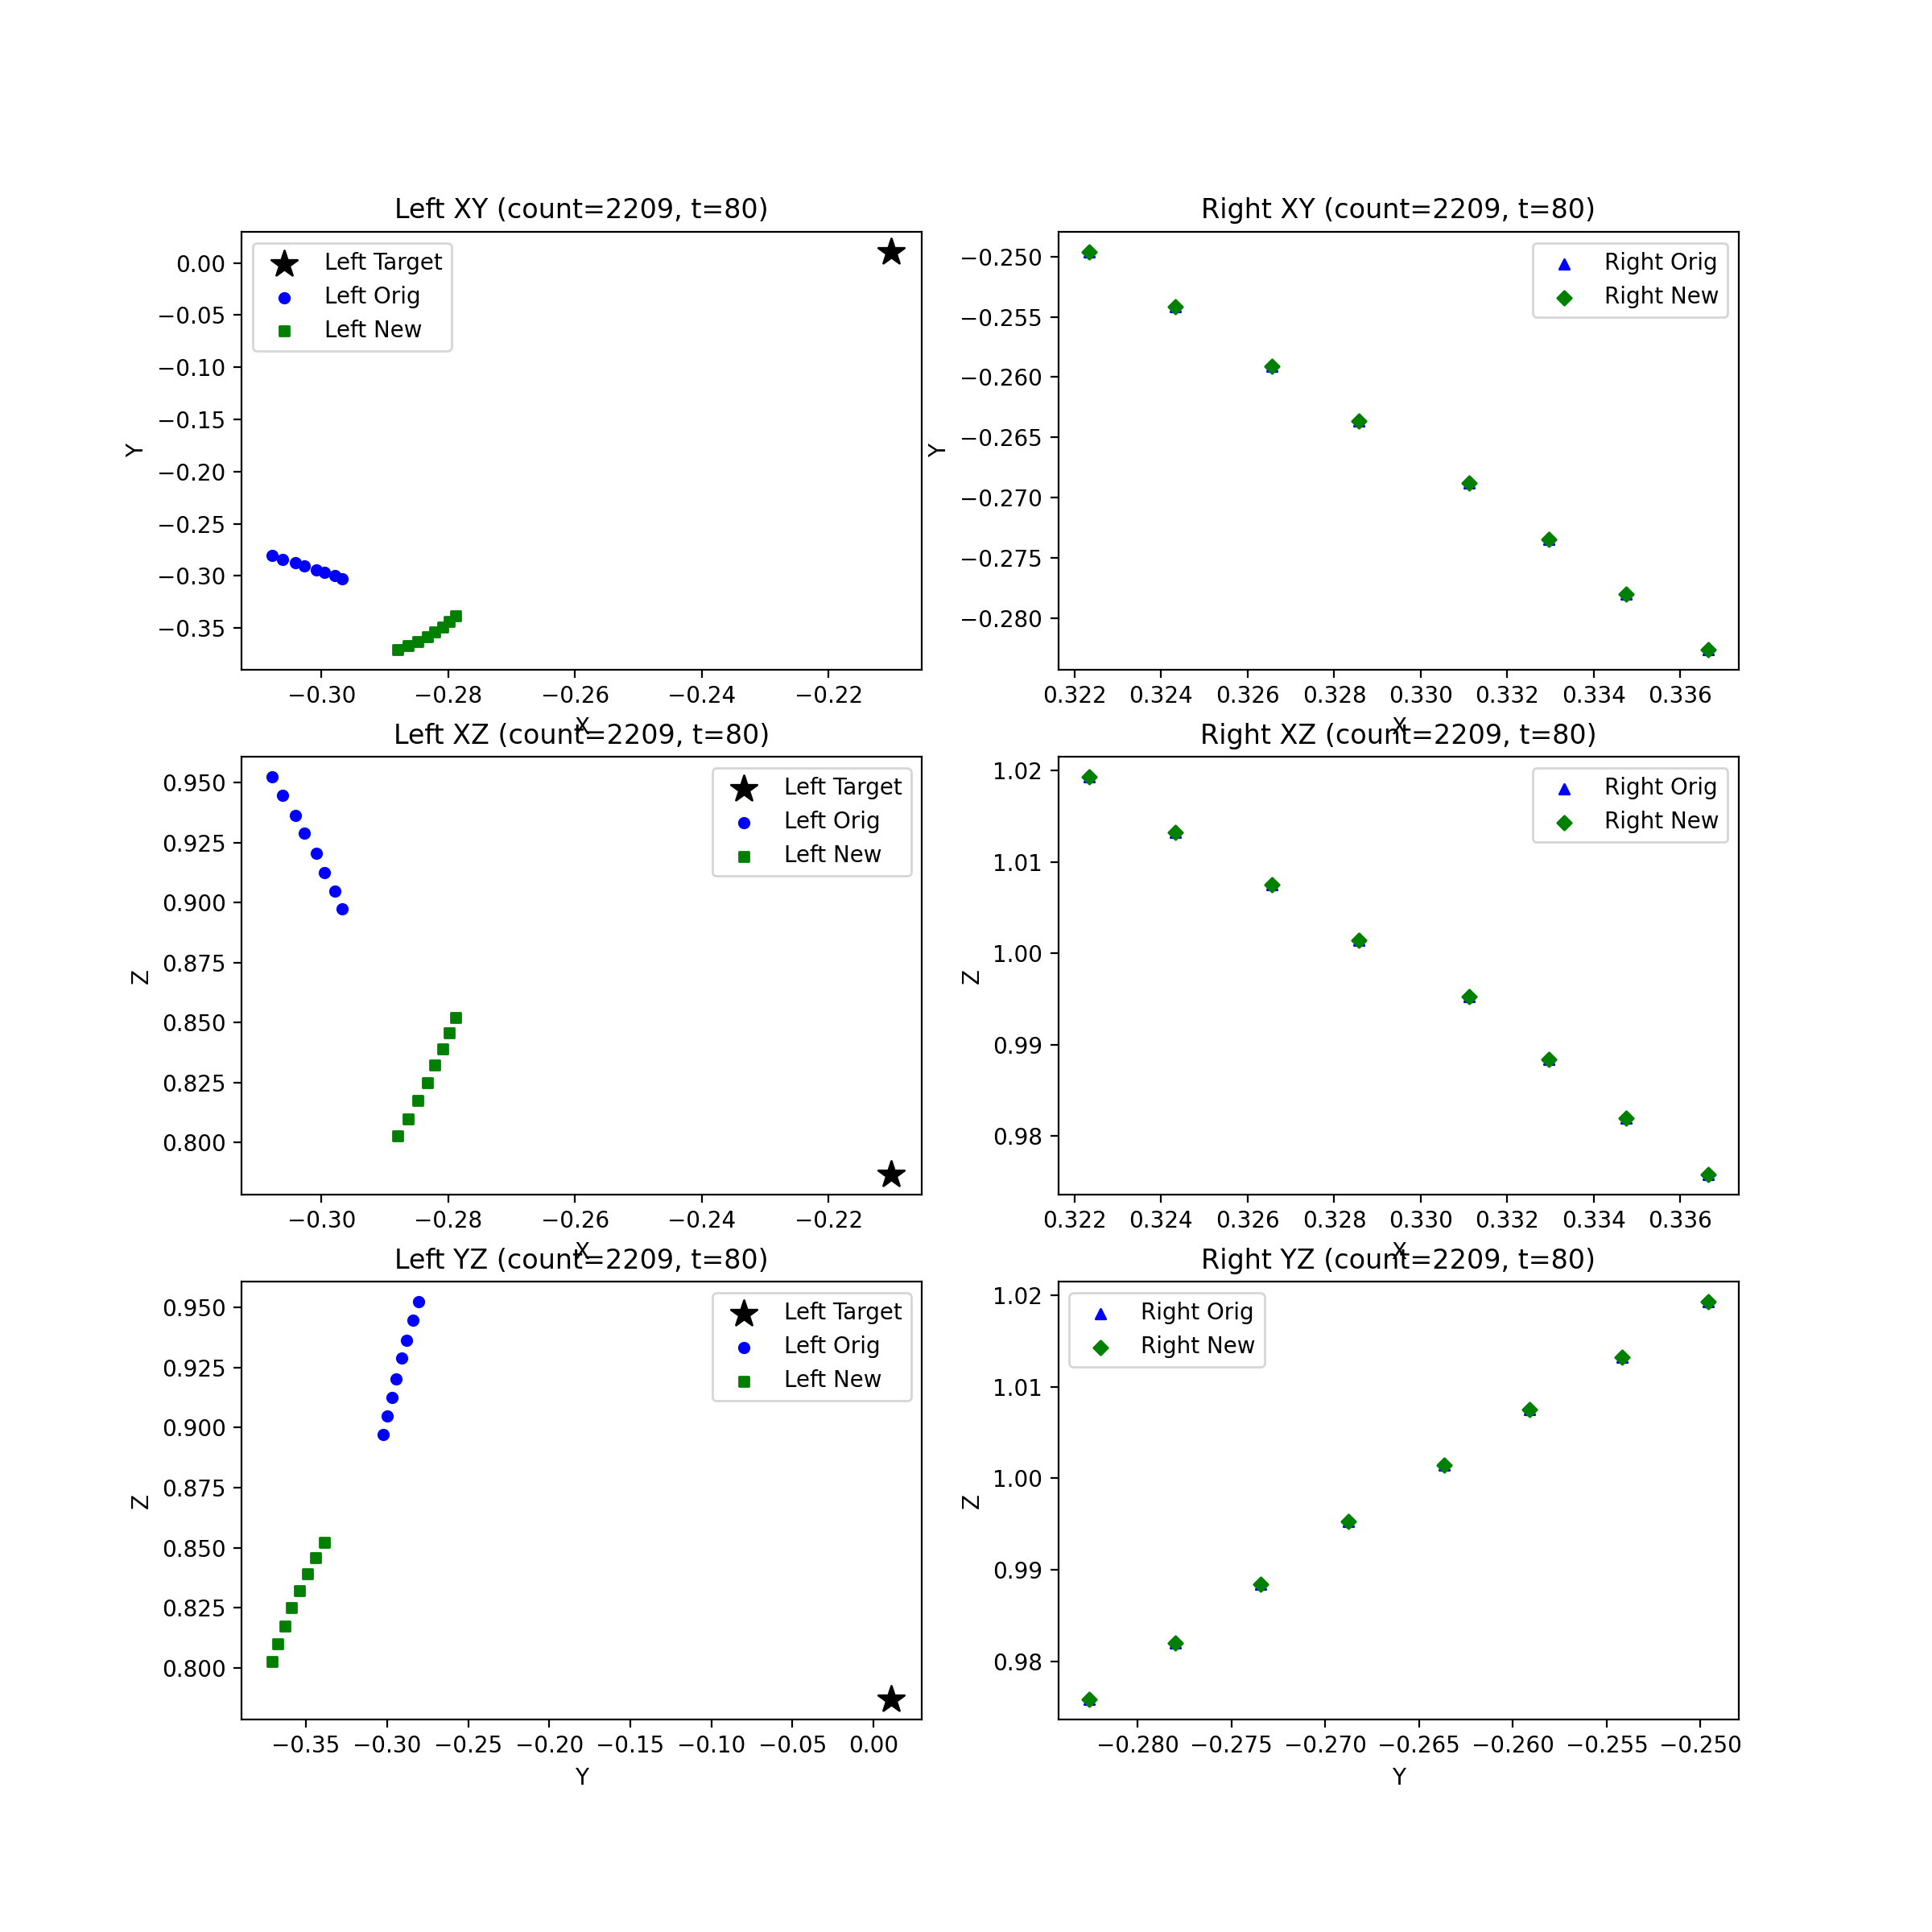 Left XY (count=2209, t=80)
Left Target
Left Orig
Left New
0.00
−0.05
−0.10
−0.15
−0.20
−0.25
−0.30
−0.35
Y
−0.30 −0.28 −0.26 −0.24 −0.22
X
Right XY (count=2209, t=80)
Right Orig
Right New
−0.250
−0.255
−0.260
−0.265
−0.270
−0.275
−0.280
Y
0.322 0.324 0.326 0.328 0.330 0.332 0.334 0.336
X
Left XZ (count=2209, t=80)
Left Target
Left Orig
Left New
0.950
0.925
0.900
0.875
0.850
0.825
0.800
Z
−0.30 −0.28 −0.26 −0.24 −0.22
X
Right XZ (count=2209, t=80)
Right Orig
Right New
1.02
1.01
1.00
0.99
0.98
Z
0.322 0.324 0.326 0.328 0.330 0.332 0.334 0.336
X
Left YZ (count=2209, t=80)
Left Target
Left Orig
Left New
0.950
0.925
0.900
0.875
0.850
0.825
0.800
Z
−0.35 −0.30 −0.25 −0.20 −0.15 −0.10 −0.05 0.00
Y
Right YZ (count=2209, t=80)
Right Orig
Right New
1.02
1.01
1.00
0.99
0.98
Z
−0.280 −0.275 −0.270 −0.265 −0.260 −0.255 −0.250
Y